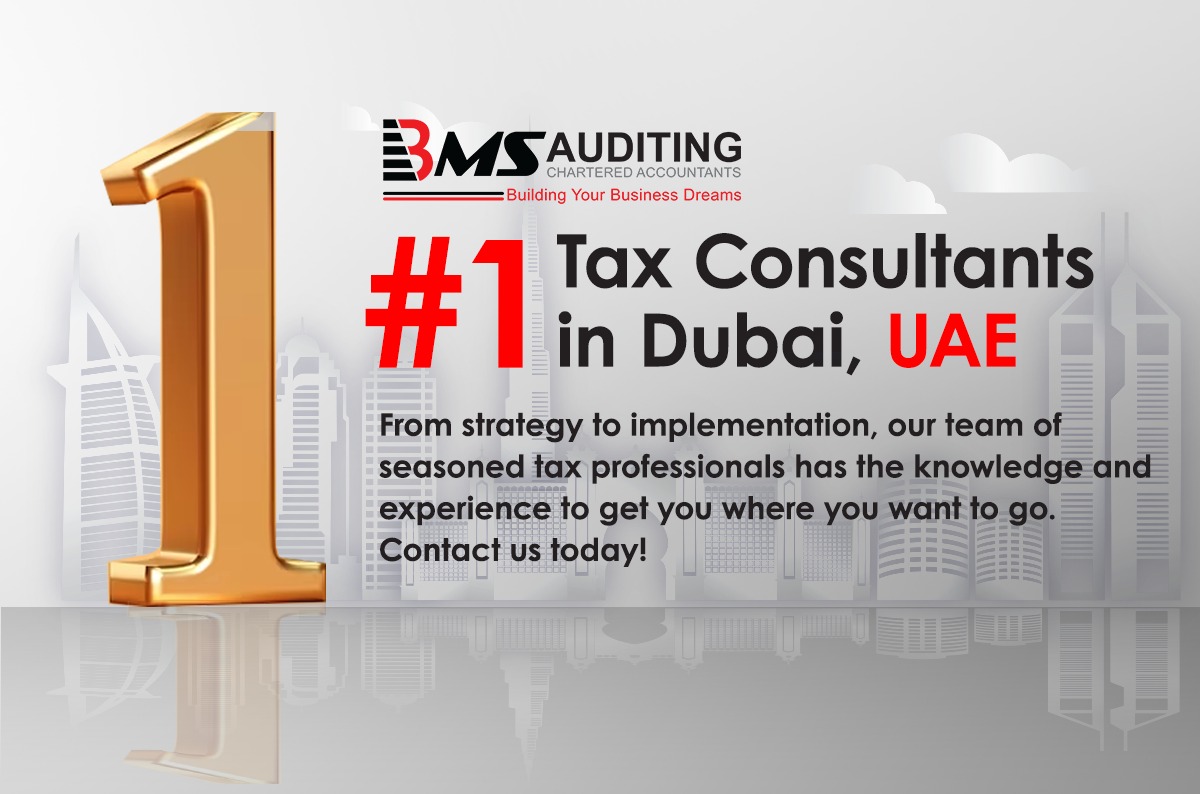 BMS AUDITING
CHARTERED ACCOUNTANTS
Building Your Business Dreams
1
#1 Tax Consultants
in Dubai, UAE
From strategy to implementation, our team of
seasoned tax professionals has the knowledge and
experience to get you where you want to go.
Contact us today!